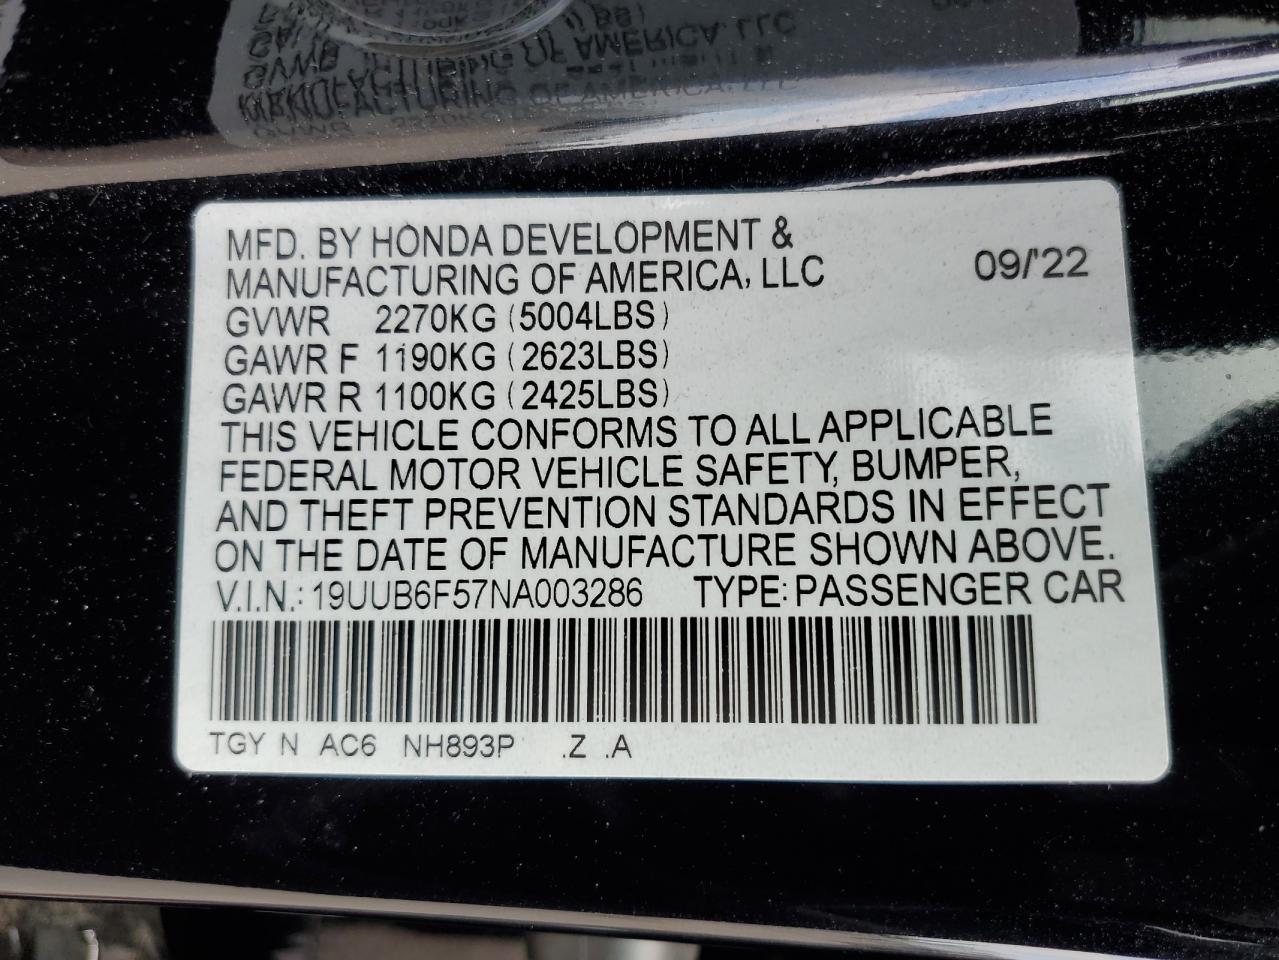 MFD. BY HONDA DEVELOPMENT &
MANUFACTURING OF AMERICA, LLC 09/'22
GVWR 2270KG (5004LBS)
GAWR F 1190KG (2623LBS)
GAWR R 1100KG (2425LBS)
THIS VEHICLE CONFORMS TO ALL APPLICABLE
FEDERAL MOTOR VEHICLE SAFETY, BUMPER,
AND THEFT PREVENTION STANDARDS IN EFFECT
ON THE DATE OF MANUFACTURE SHOWN ABOVE.
V.I.N.: 19UUB6F57NA003286 TYPE: PASSENGER CAR
TGY N AC6 NH893P .Z .A